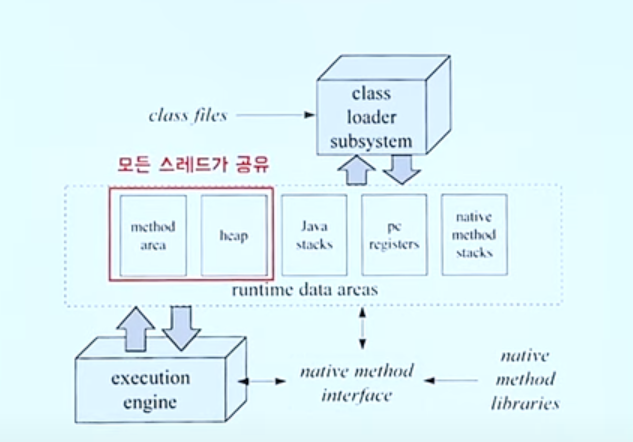 class files
class
loader
subsystem
모든 스레드가 공유
method
area
heap
Java
stacks
pc
registers
native
method
stacks
runtime data areas
execution
engine
native method
interface
native
method
libraries